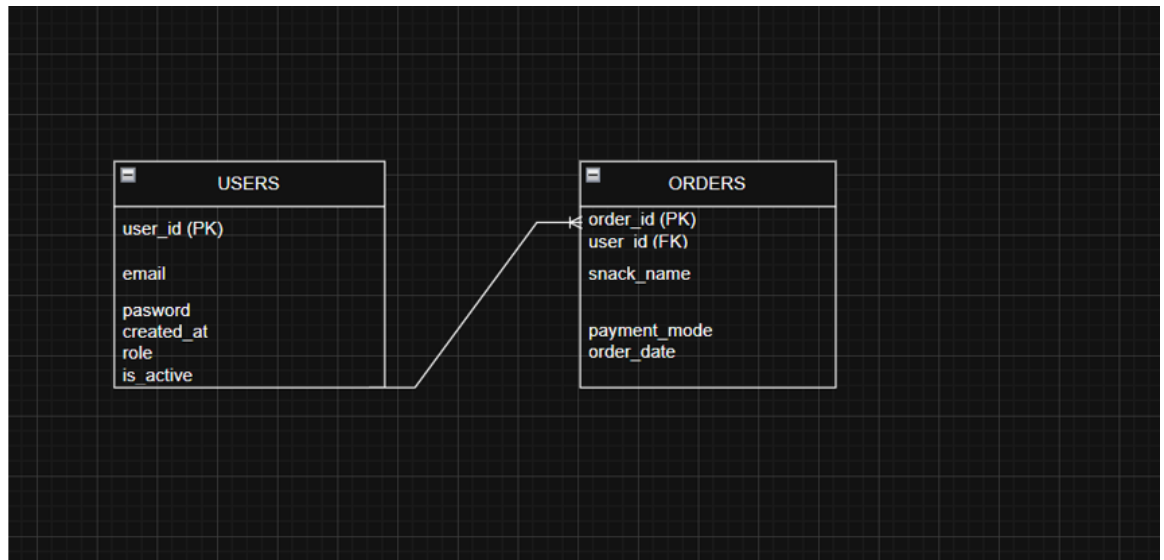 USERS
user_id (PK)
email
pasword
created_at
role
is_active
ORDERS
order_id (PK)
user_id (FK)
snack_name
payment_mode
order_date